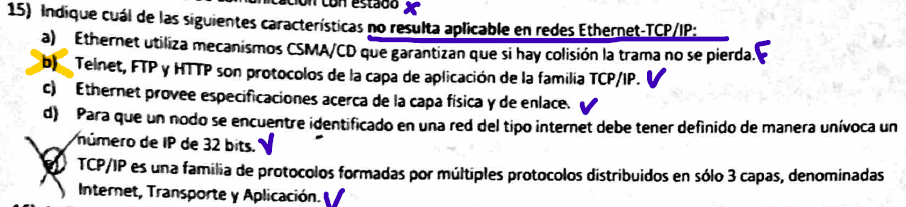 nicación con estado
15) Indique cuál de las siguientes características no resulta aplicable en redes Ethernet-TCP/IP:
a) Ethernet utiliza mecanismos CSMA/CD que garantizan que si hay colisión la trama no se pierda. F
b) Telnet, FTP y HTTP son protocolos de la capa de aplicación de la familia TCP/IP.
c) Ethernet provee especificaciones acerca de la capa física y de enlace.
d) Para que un nodo se encuentre identificado en una red del tipo internet debe tener definido de manera unívoca un
número de IP de 32 bits.
e) TCP/IP es una familia de protocolos formadas por múltiples protocolos distribuidos en sólo 3 capas, denominadas
Internet, Transporte y Aplicación.